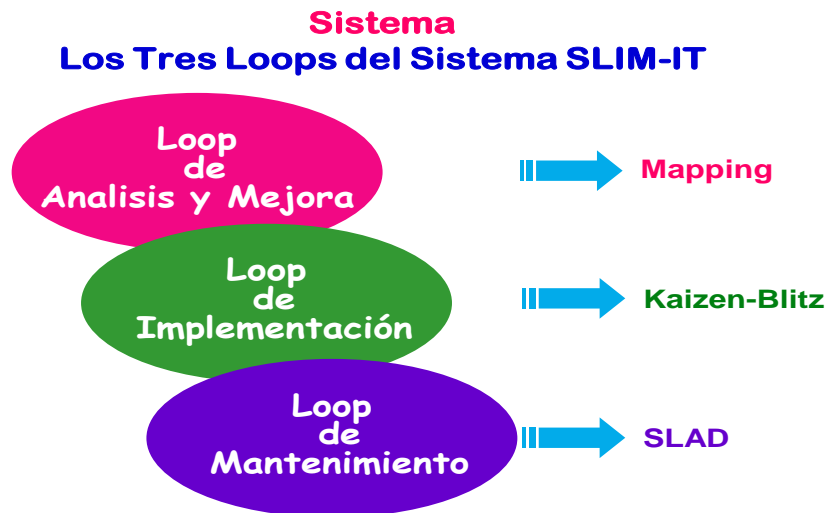 Sistema
Los Tres Loops del Sistema SLIM-IT
Loop
de
Analisis y Mejora
Mapping
Loop
de
Implementación
Kaizen-Blitz
Loop
de
Mantenimiento
SLAD